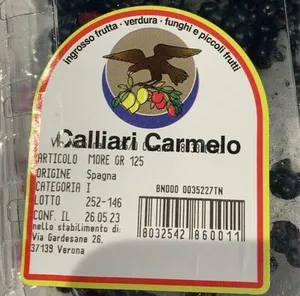 ingrosso frutta - verdura - funghi e piccoli frutti
Calliari Carmelo
ARTICOLO MORE GR 125
ORIGINE Spagna
CATEGORIA I
BNDOO 0035227TN
LOTTO 252-146
CONF. IL 26.05.23
nello stabilimento di:
Via Gardesane 26,
37139 Verona
8032542 860011